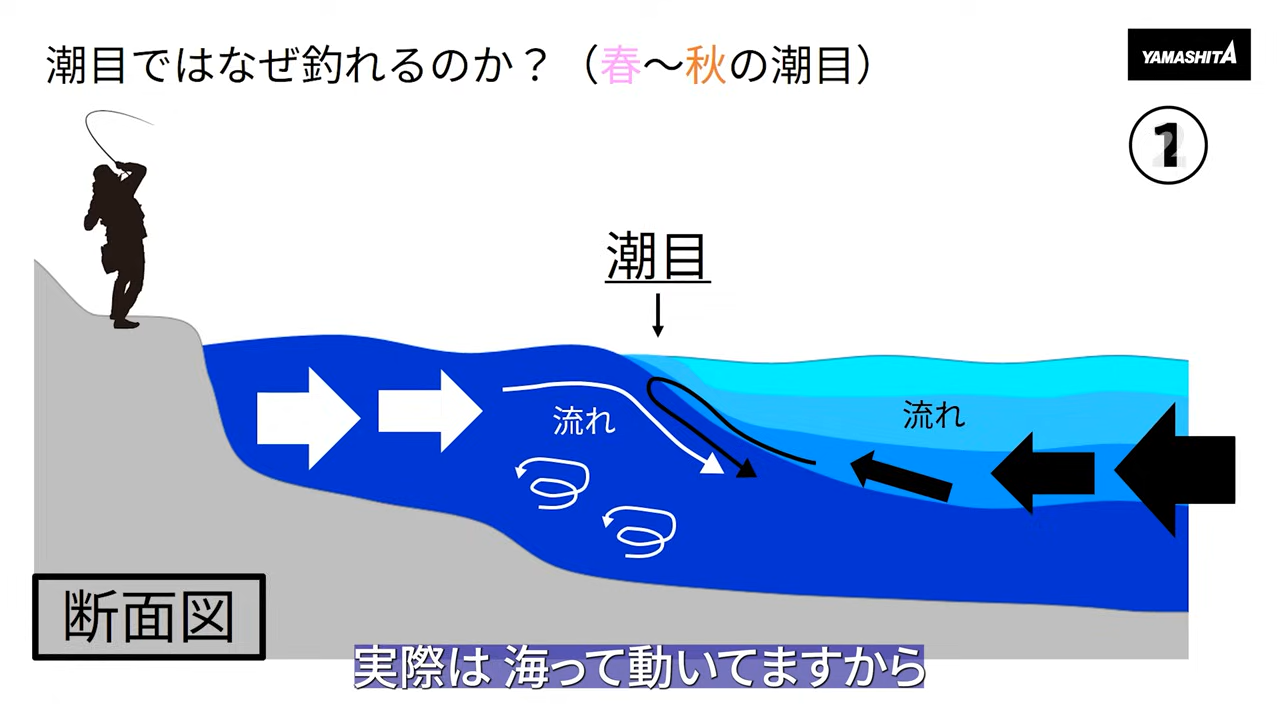 潮目ではなぜ釣れるのか？（春～秋の潮目）
YAMASHITA
潮目
流れ
流れ
断面図
実際は 海って動いてますから